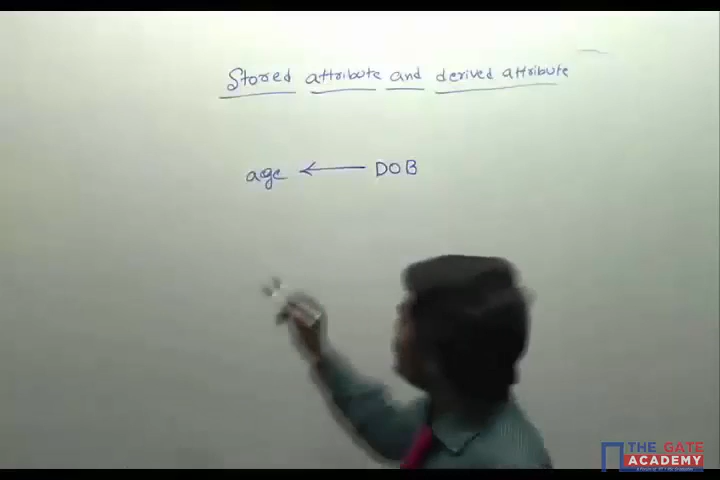 Stored attribute and derived attribute
age ← DOB
THE GATE
ACADEMY